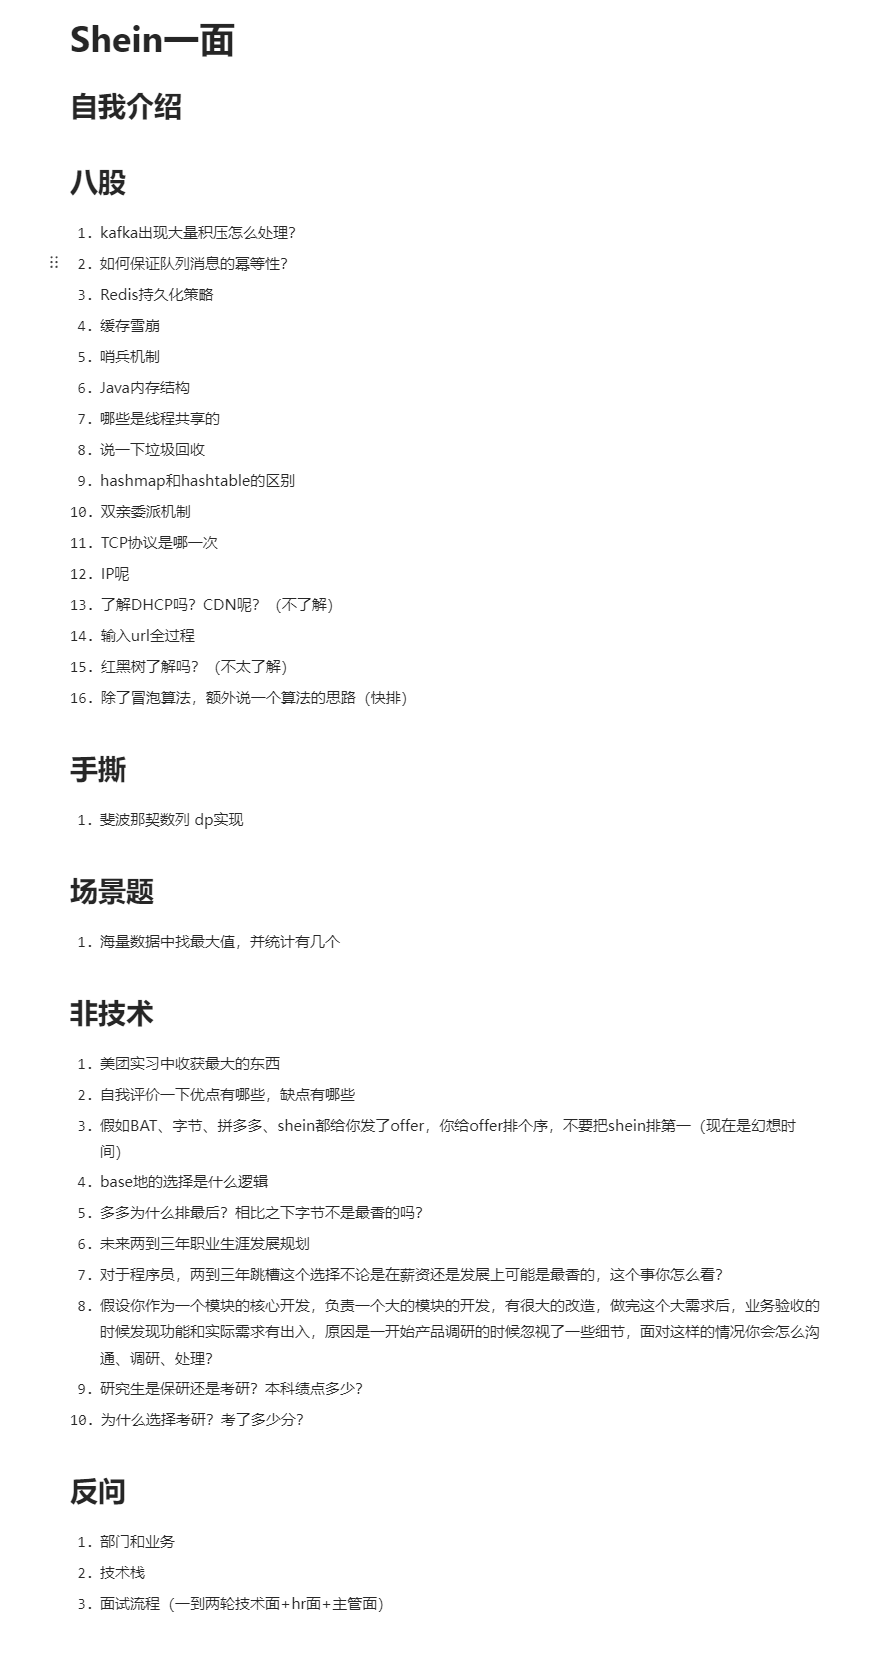 Shein一面
自我介绍
八股
1. kafka出现大量积压怎么处理？
2. 如何保证队列消息的幂等性？
3. Redis持久化策略
4. 缓存雪崩
5. 哨兵机制
6. Java内存结构
7. 哪些是线程共享的
8. 说一下垃圾回收
9. hashmap和hashtable的区别
10. 双亲委派机制
11. TCP协议是哪一次
12. IP呢
13. 了解DHCP吗？CDN呢？（不了解）
14. 输入url全过程
15. 红黑树了解吗？（不太了解）
16. 除了冒泡算法，额外说一个算法的思路（快排）
手撕
1. 斐波那契数列 dp实现
场景题
1. 海量数据中找最大值，并统计有几个
非技术
1. 美团实习中收获最大的东西
2. 自我评价一下优点有哪些，缺点有哪些
3. 假如BAT、字节、拼多多、shein都给你发了offer，你给offer排个序，不要把shein排第一（现在是幻想时
间）
4. base地的选择是什么逻辑
5. 多多为什么排最后？相比之下字节不是最香的吗？
6. 未来两到三年职业生涯发展规划
7. 对于程序员，两到三年跳槽这个选择不论是在薪资还是发展上可能是最香的，这个事你怎么看？
8. 假设你作为一个模块的核心开发，负责一个大的模块的开发，有很大的改造，做完这个大需求后，业务验收的
时候发现功能和实际需求有出入，原因是一开始产品调研的时候忽视了一些细节，面对这样的情况你会怎么沟
通、调研、处理？
9. 研究生是保研还是考研？本科绩点多少？
10. 为什么选择考研？考了多少分？
反问
1. 部门和业务
2. 技术栈
3. 面试流程（一到两轮技术面+hr面+主管面）